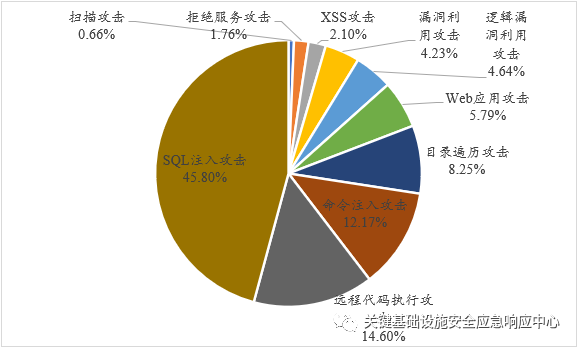 扫描攻击
0.66%
拒绝服务攻击
1.76%
XSS攻击
2.10%
漏洞利
用攻击
4.23%
逻辑漏
洞利用
攻击
4.64%
Web应用攻击
5.79%
目录遍历攻击
8.25%
命令注入攻击
12.17%
远程代码执行攻
14.60%
SQL注入攻击
45.80%
关键基础设施安全应急响应中心